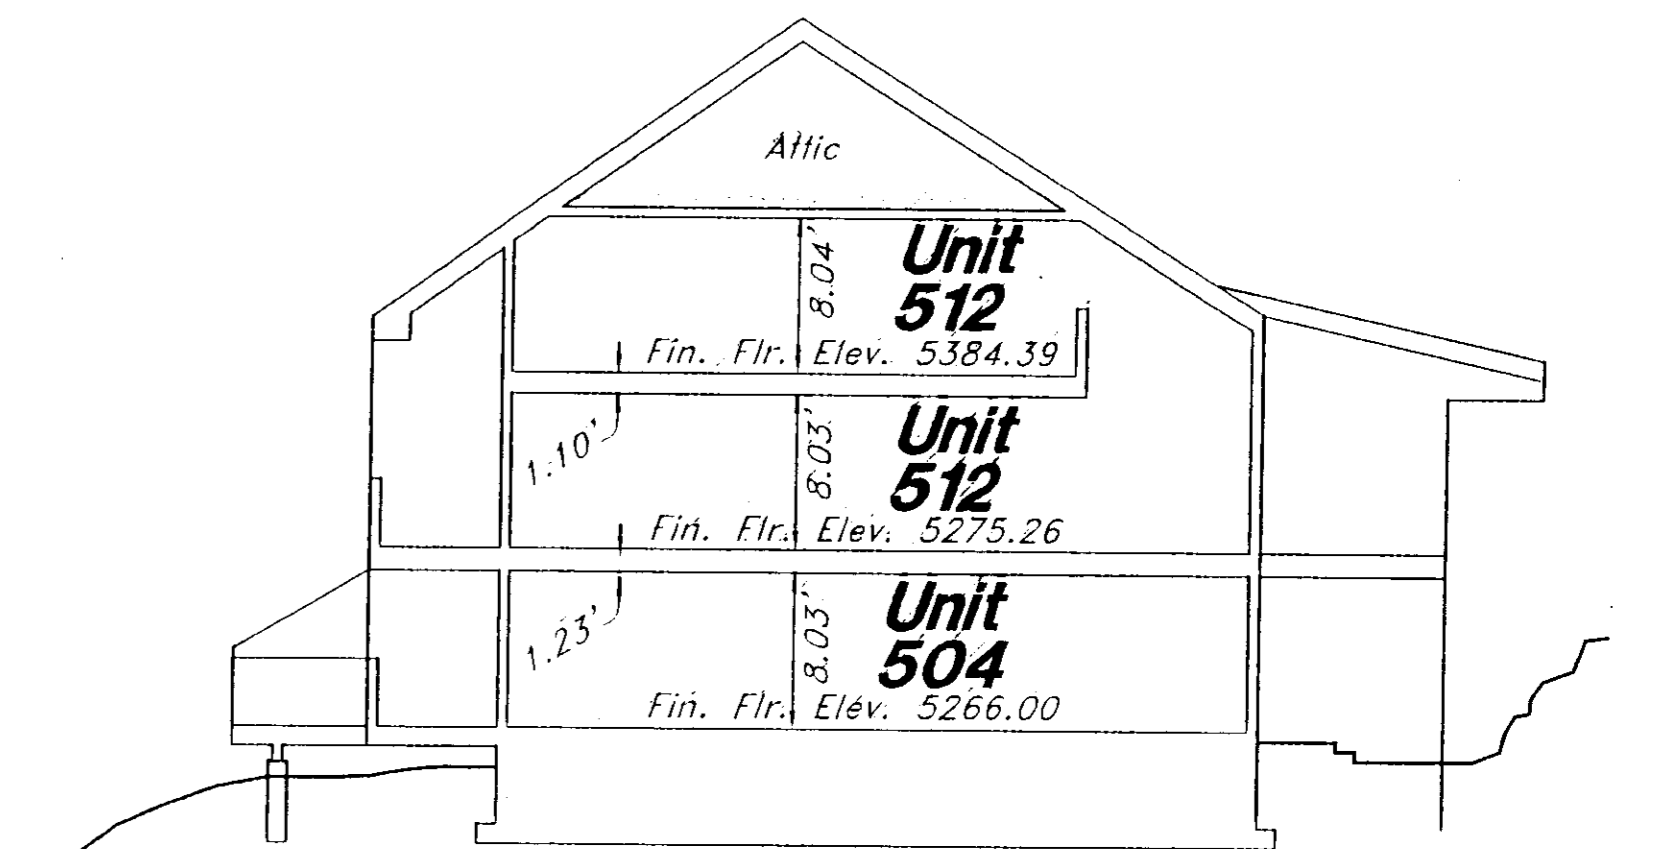 Attic
8.04'
Unit
512
Fin. Flr. Elev. 5384.39
1.10'
8.03'
Unit
512
Fin. Flr. Elev. 5275.26
1.23'
8.03'
Unit
504
Fin. Flr. Elev. 5266.00